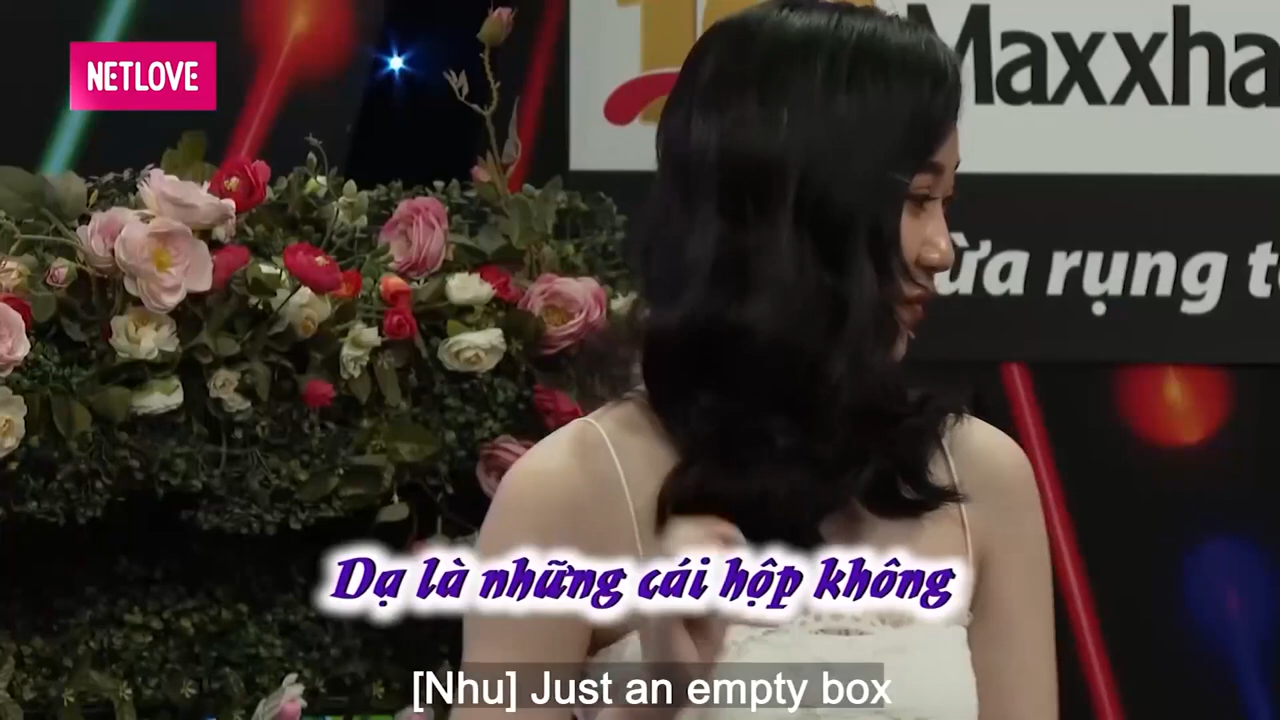 NETLOVE
Maxxha
ừa rụng t
Dạ là những cái hộp không
[Nhu] Just an empty box